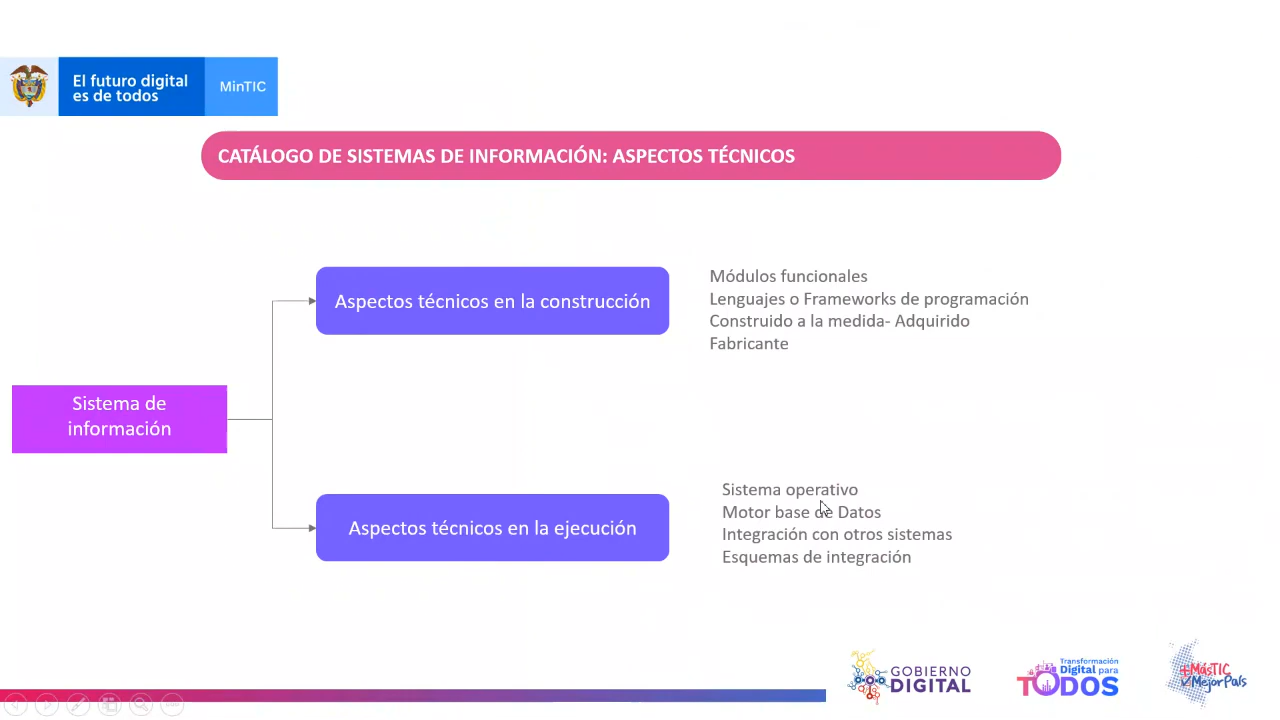 El futuro digital
es de todos
MinTIC
CATÁLOGO DE SISTEMAS DE INFORMACIÓN: ASPECTOS TÉCNICOS
Aspectos técnicos en la construcción
Módulos funcionales
Lenguajes o Frameworks de programación
Construido a la medida- Adquirido
Fabricante
Sistema de
información
Aspectos técnicos en la ejecución
Sistema operativo
Motor base de Datos
Integración con otros sistemas
Esquemas de integración
GOBIERNO
DIGITAL
Transformación
Digital para
TODOS
+MásTIC
✓MejorPaís